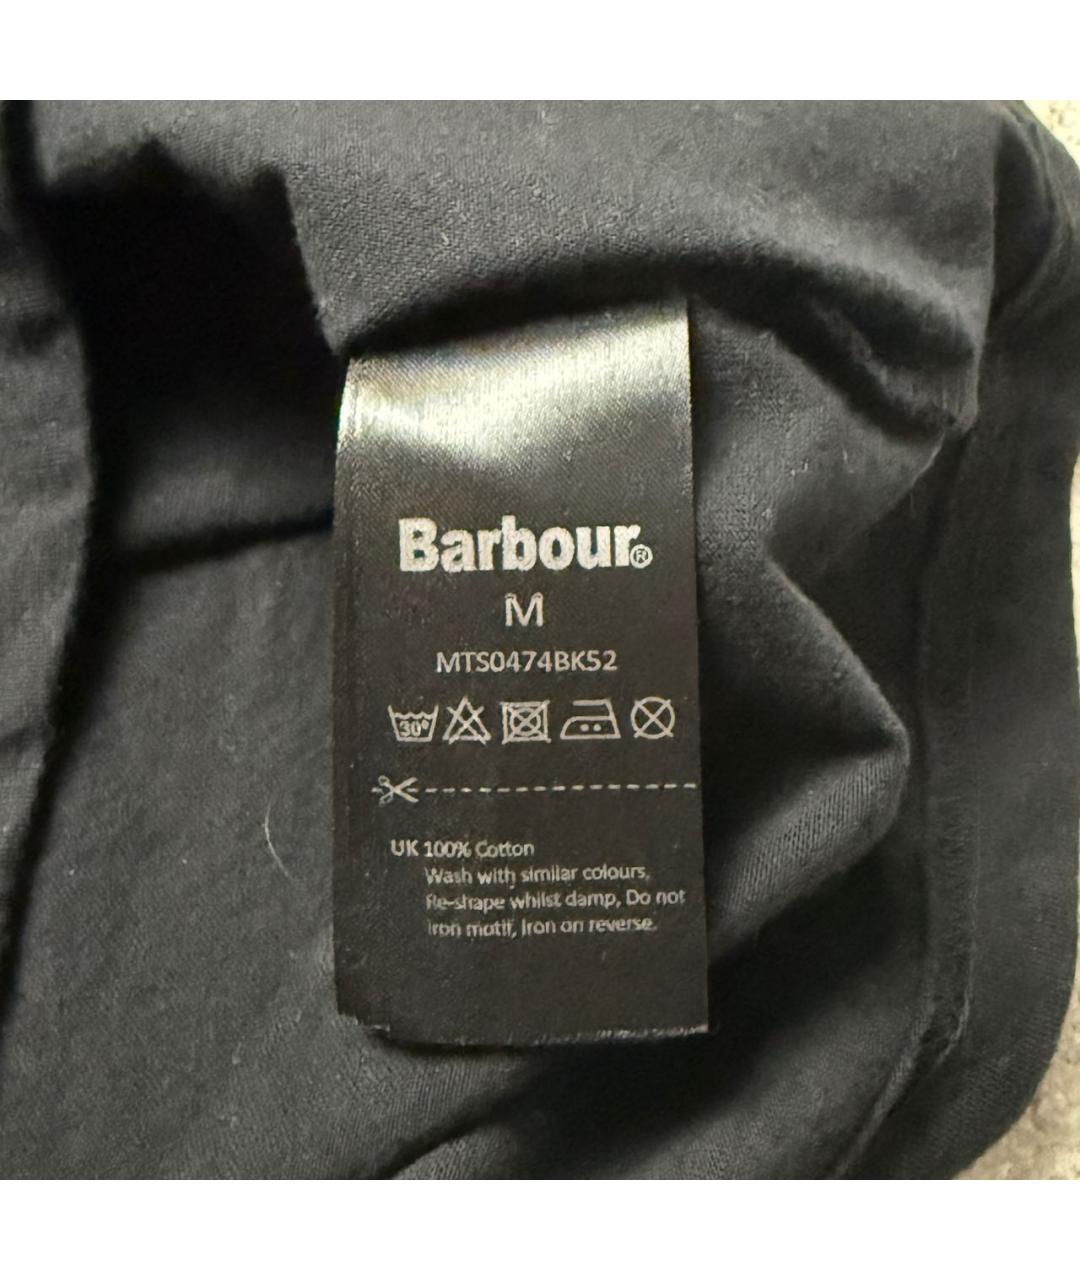 Barbour®
M
MTS0474BK52
30°
UK 100% Cotton
Wash with similar colours,
Re-shape whilst damp, Do not
Iron motif, Iron on reverse.